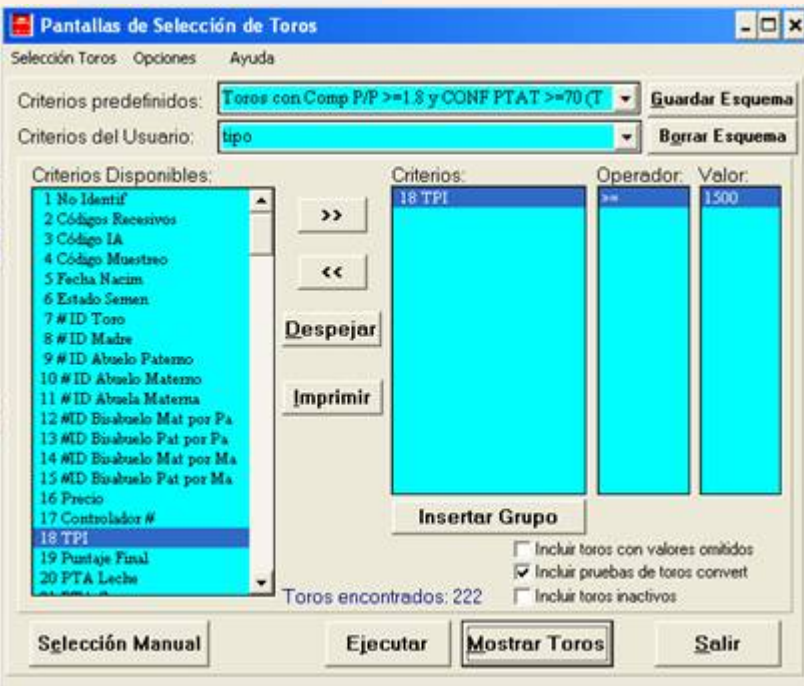 Pantallas de Selección de Toros
Selección Toros Opciones Ayuda
Criterios predefinidos: Toros con Comp P/P >=1.8 y CONF PTAT >=70 (T Guardar Esquema
Criterios del Usuario: tipo Borrar Esquema
Criterios Disponibles: Criterios: Operador: Valor:
1 No Identif >> 18 TPI >= 1500
2 Códigos Recesivos
3 Código IA
4 Código Muestreo
5 Fecha Nacim <<
6 Estado Semen
7 # ID Toro
8 # ID Madre Despejar
9 # ID Abuelo Paterno
10 # ID Abuelo Materno
11 # ID Abuela Materna Imprimir
12 #ID Bisabuelo Mat por Pa
13 #ID Bisabuelo Pat por Pa
14 #ID Bisabuelo Mat por Ma
15 #ID Bisabuelo Pat por Ma
16 Precio
17 Controlador # Insertar Grupo
18 TPI
19 Puntaje Final Incluir toros con valores omitidos
20 PTA Leche Incluir pruebas de toros convert
Toros encontrados: 222 Incluir toros inactivos
Selección Manual Ejecutar Mostrar Toros Salir